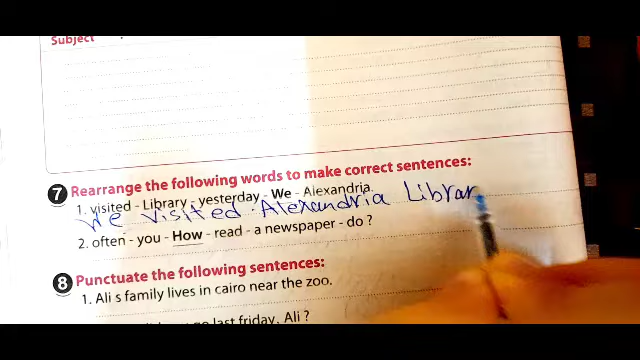 Subject
7 Rearrange the following words to make correct sentences:
1. visited - Library - yesterday - We - Alexandria.
We visited Alexandria Librar
2. often - you - How - read - a newspaper - do ?
8 Punctuate the following sentences:
1. Ali s family lives in cairo near the zoo.
go last friday, Ali ?